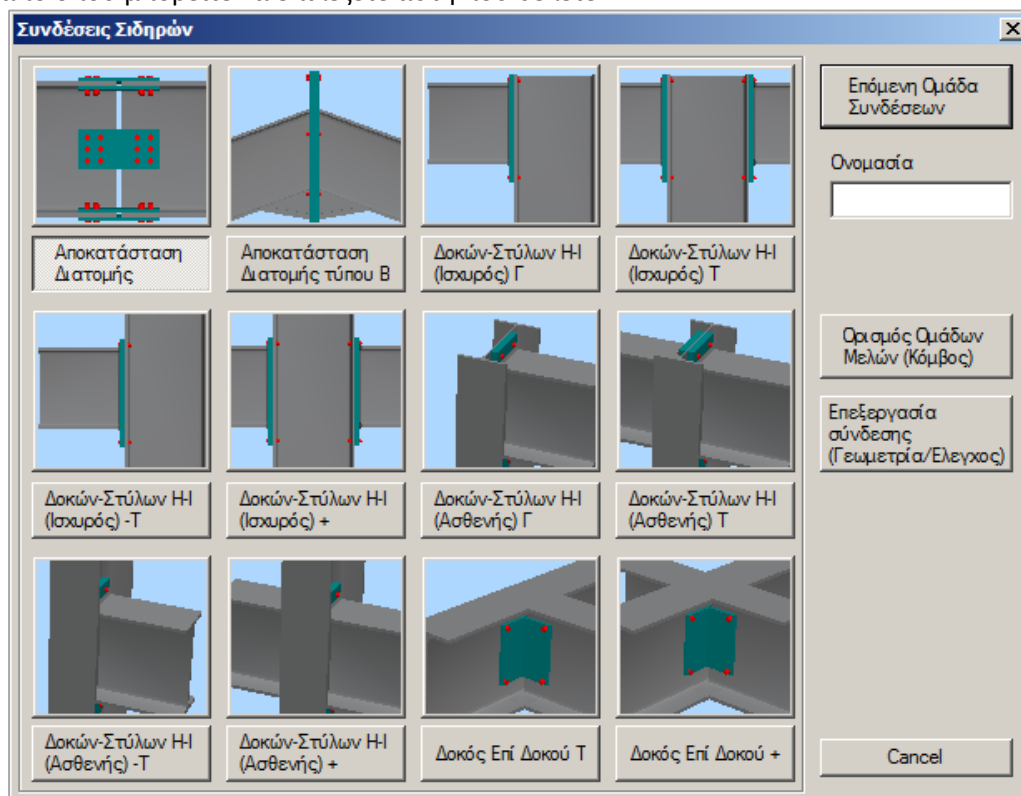 Συνδέσεις Σιδηρών
Αποκατάσταση
Διατομής
Αποκατάσταση
Διατομής τύπου Β
Δοκών-Στύλων Η-Ι
(Ισχυρός) Γ
Δοκών-Στύλων Η-Ι
(Ισχυρός) Τ
Δοκών-Στύλων Η-Ι
(Ισχυρός) -Τ
Δοκών-Στύλων Η-Ι
(Ισχυρός) +
Δοκών-Στύλων Η-Ι
(Ασθενής) Γ
Δοκών-Στύλων Η-Ι
(Ασθενής) Τ
Δοκών-Στύλων Η-Ι
(Ασθενής) -Τ
Δοκών-Στύλων Η-Ι
(Ασθενής) +
Δοκός Επί Δοκού Τ
Δοκός Επί Δοκού +
Επόμενη Ομάδα
Συνδέσεων
Ονομασία
Ορισμός Ομάδων
Μελών (Κόμβος)
Επεξεργασία
σύνδεσης
(Γεωμετρία/Ελεγχος)
Cancel